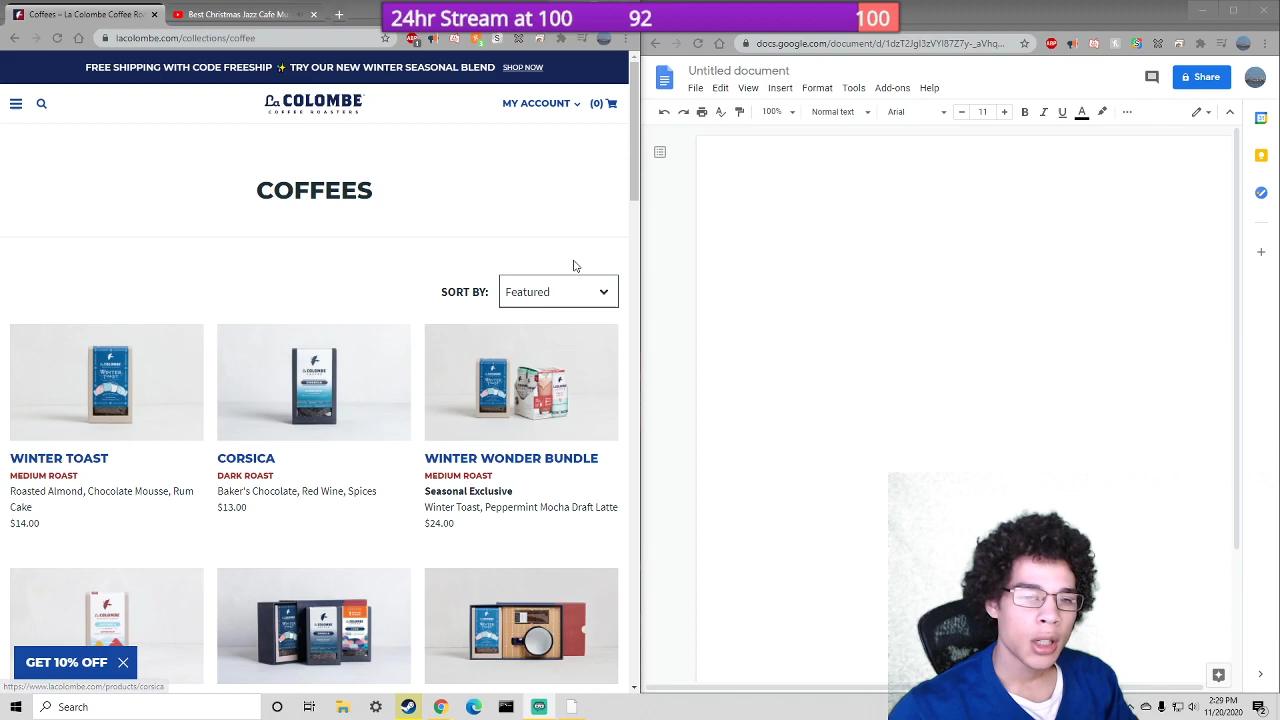 24hr Stream at 100 92 100
Coffees – La Colombe Coffee Ro
Best Christmas Jazz Cafe Mu
lacolombe.com/collections/coffee
FREE SHIPPING WITH CODE FREESHIP ✨ TRY OUR NEW WINTER SEASONAL BLEND SHOP NOW
La COLOMBE
COFFEE ROASTERS
MY ACCOUNT (0)
COFFEES
SORT BY: Featured
WINTER TOAST
MEDIUM ROAST
Roasted Almond, Chocolate Mousse, Rum
Cake
$14.00
CORSICA
DARK ROAST
Baker's Chocolate, Red Wine, Spices
$13.00
WINTER WONDER BUNDLE
MEDIUM ROAST
Seasonal Exclusive
Winter Toast, Peppermint Mocha Draft Latte
$24.00
GET 10% OFF
https://www.lacolombe.com/products/corsica
Untitled document
File Edit View Insert Format Tools Add-ons Help
Share
100% Normal text Arial 11
Search
2:29 PM
11/20/2020